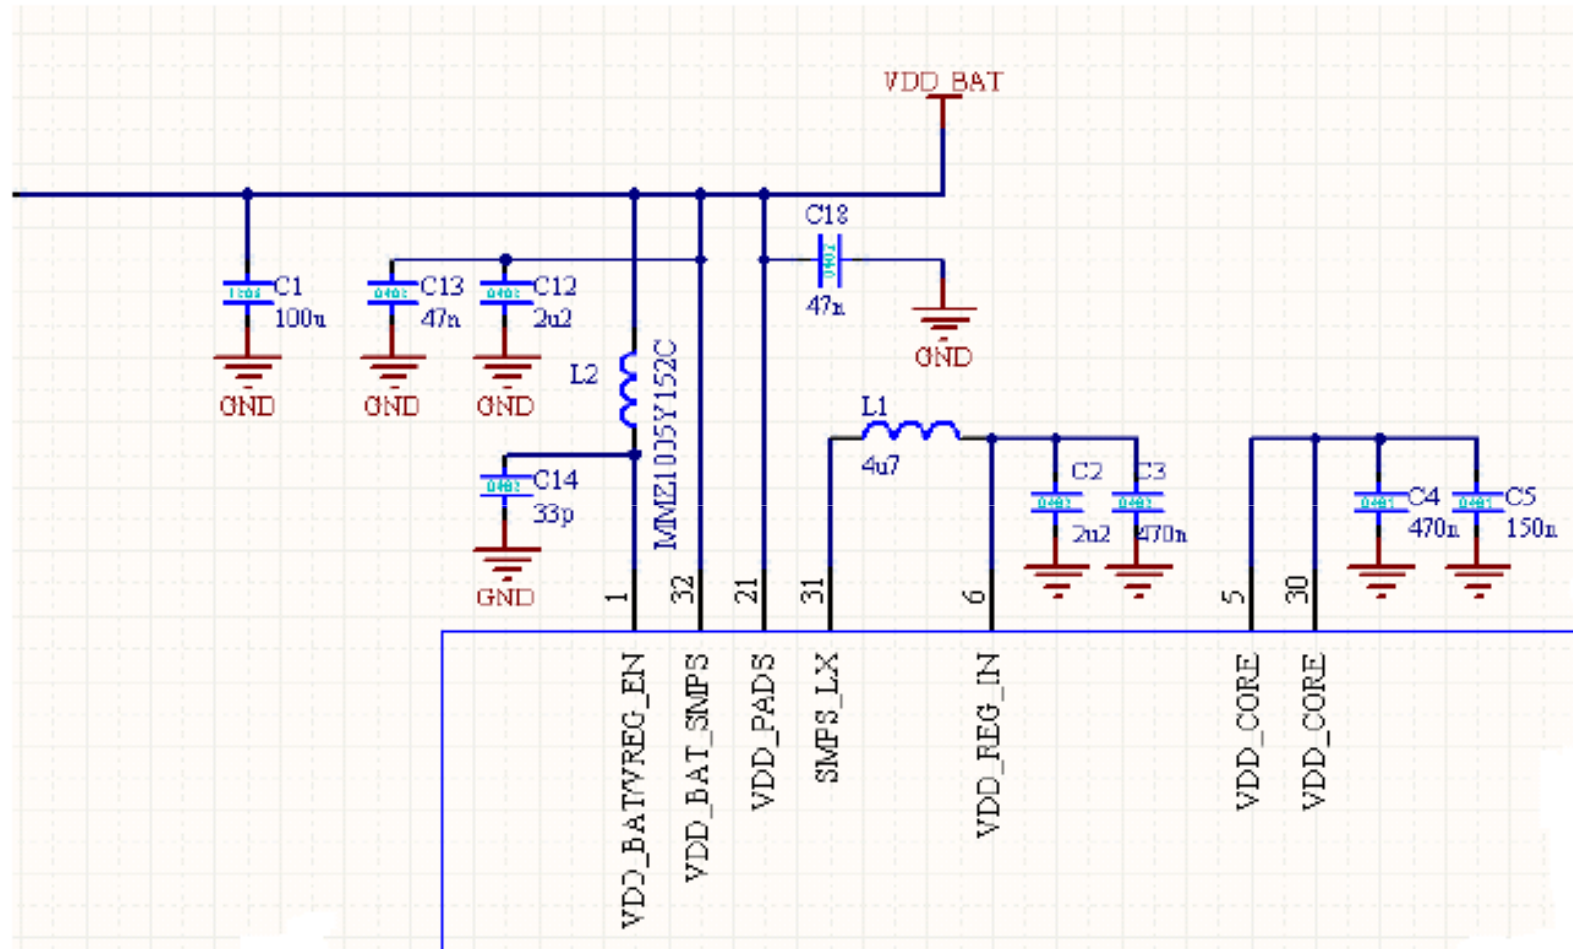 VDD_BAT
C18
47n
GND
C1
100u
GND
C13
47n
GND
C12
2u2
GND
L2
MMZ1005Y152C
C14
33p
GND
L1
4u7
C2
2u2
C3
470n
C4
470n
C5
150n
1
32
21
31
6
5
30
VDD_BAT/VREG_EN
VDD_BAT_SMPS
VDD_PADS
SMPS_LX
VDD_REG_IN
VDD_CORE
VDD_CORE